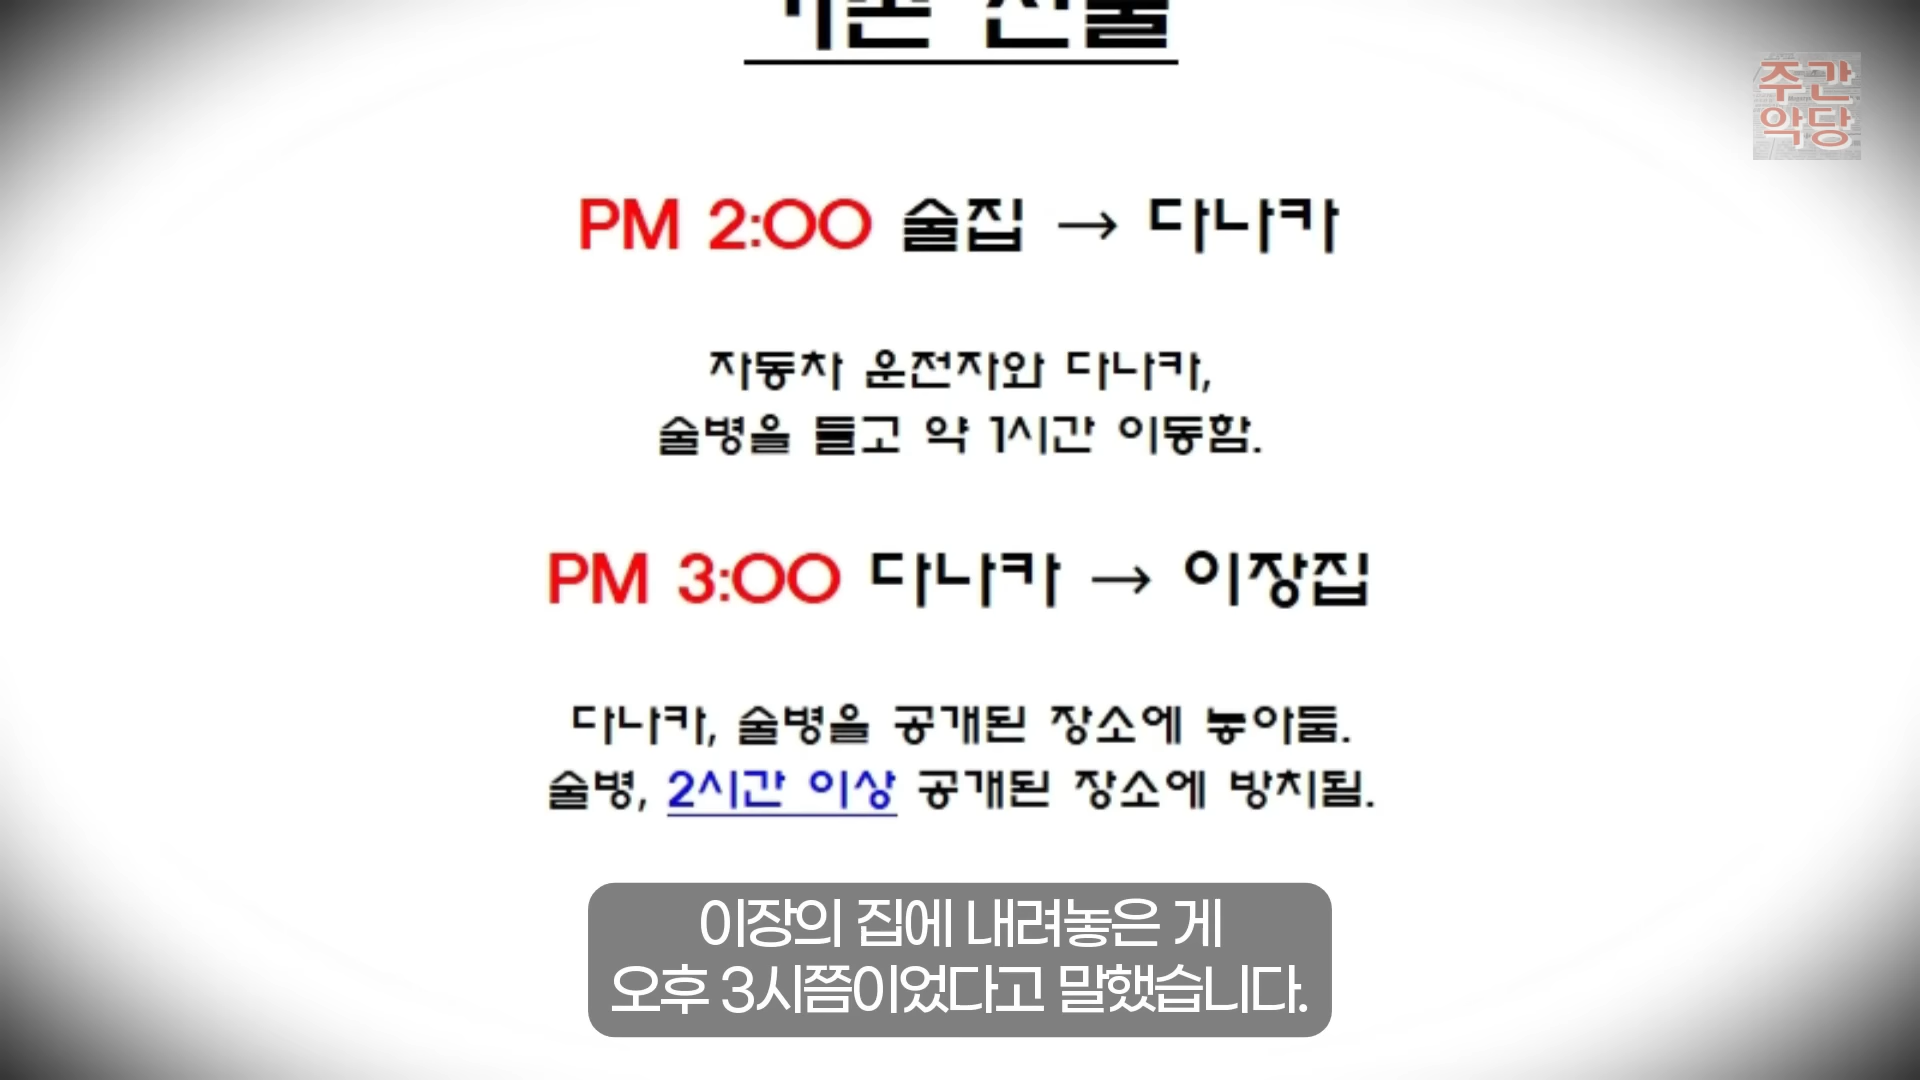 주간
악당
PM 2:00 술집 → 다나카
자동차 운전자와 다나카,
술병을 들고 약 1시간 이동함.
PM 3:00 다나카 → 이장집
다나카, 술병을 공개된 장소에 놓아둠.
술병, 2시간 이상 공개된 장소에 방치됨.
이장의 집에 내려놓은 게
오후 3시쯤이었다고 말했습니다.